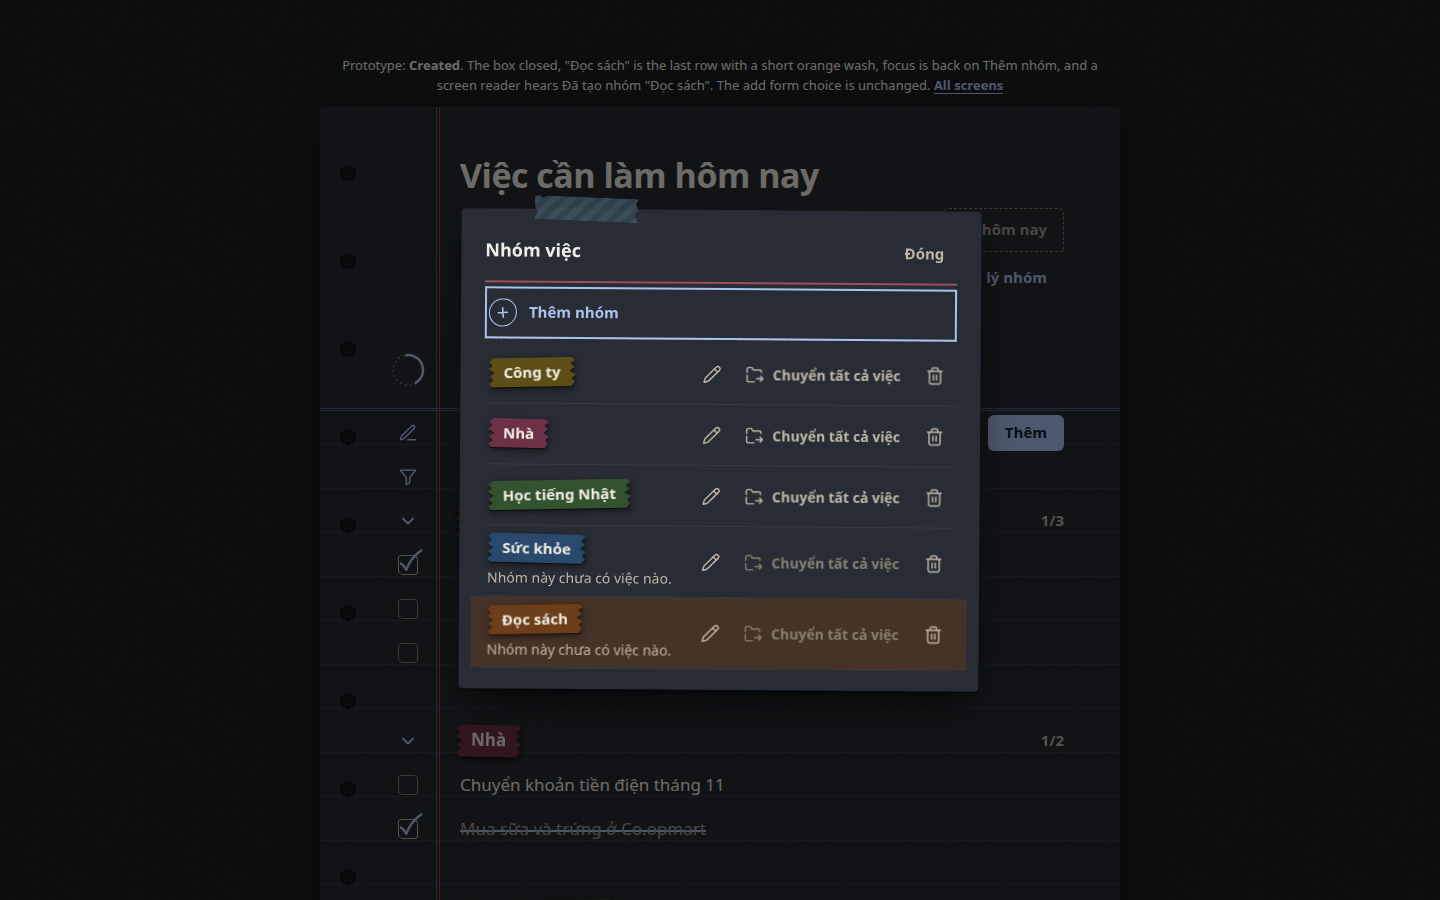 Prototype: Created. The box closed, "Đọc sách" is the last row with a short orange wash, focus is back on Thêm nhóm, and a
screen reader hears Đã tạo nhóm "Đọc sách". The add form choice is unchanged. All screens
Việc cần làm hôm nay
hôm nay
lý nhóm
Nhóm việc
Đóng
Thêm nhóm
Công ty
Chuyển tất cả việc
Nhà
Chuyển tất cả việc
Thêm
Học tiếng Nhật
Chuyển tất cả việc
1/3
Sức khỏe
Nhóm này chưa có việc nào.
Chuyển tất cả việc
Đọc sách
Nhóm này chưa có việc nào.
Chuyển tất cả việc
Nhà
1/2
Chuyển khoản tiền điện tháng 11
Mua sữa và trứng ở Co.opmart